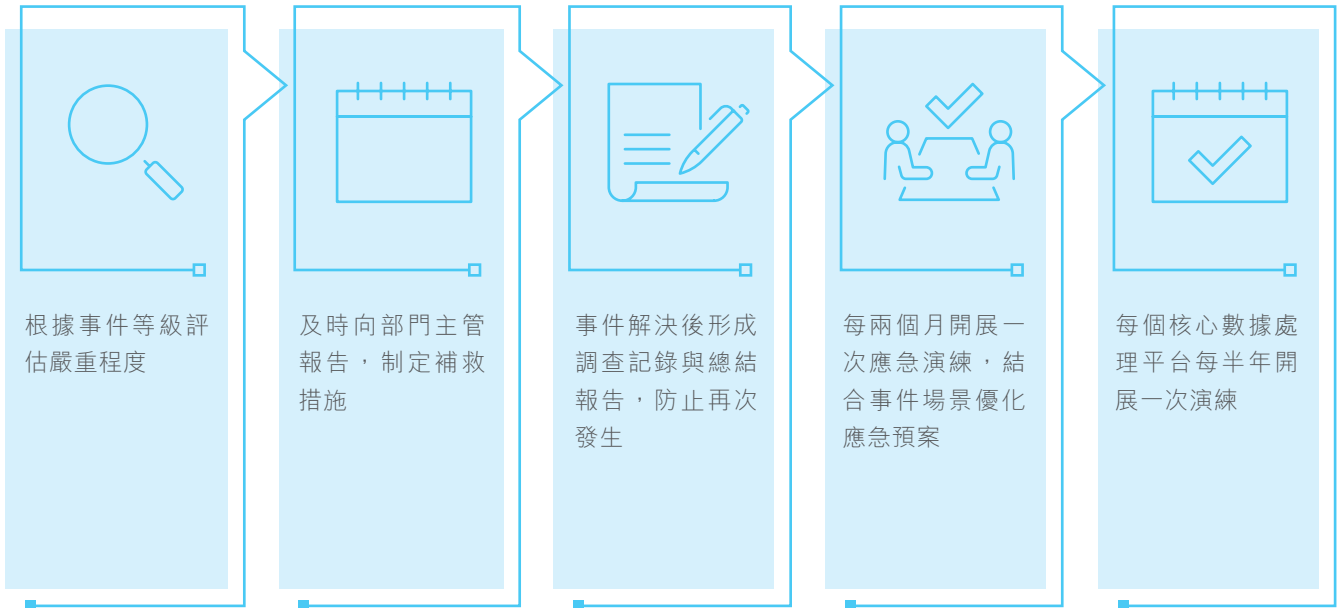 根據事件等級評
估嚴重程度
及時向部門主管
報告，制定補救
措施
事件解決後形成
調查記錄與總結
報告，防止再次
發生
每兩個月開展一
次應急演練，結
合事件場景優化
應急預案
每個核心數據處
理平台每半年開
展一次演練